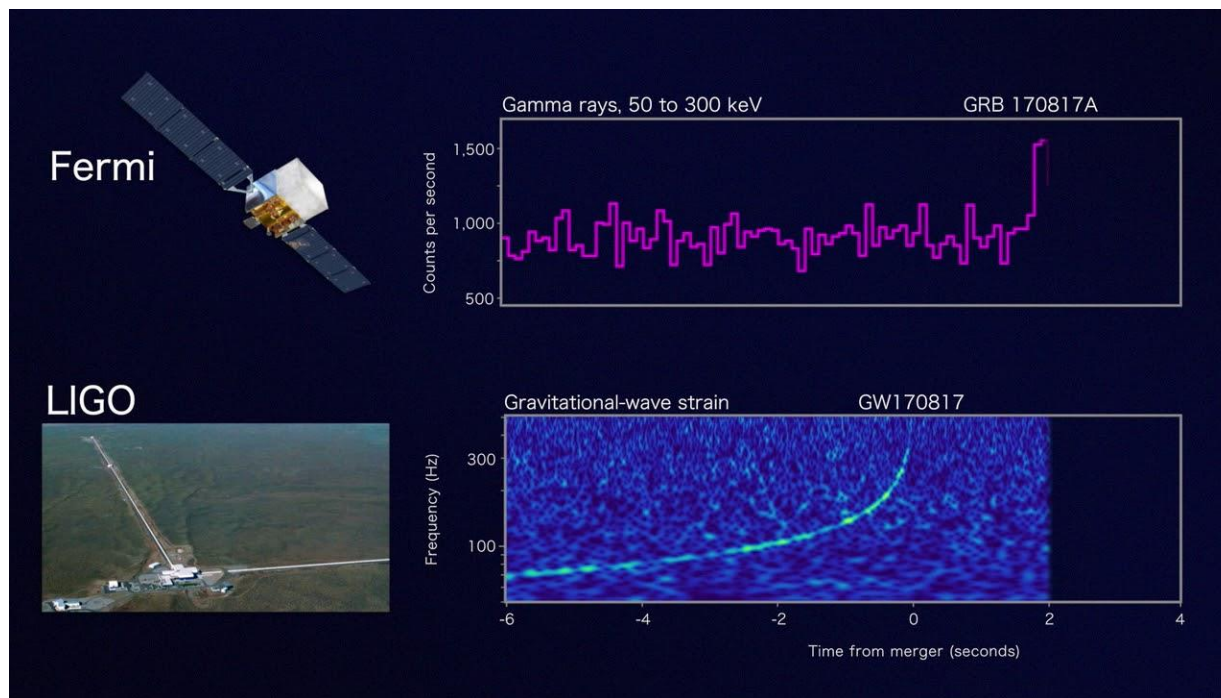 Fermi
Gamma rays, 50 to 300 keV
GRB 170817A
Counts per second
1,500
1,000
500
LIGO
Gravitational-wave strain
GW170817
Frequency (Hz)
300
100
-6
-4
-2
0
2
4
Time from merger (seconds)